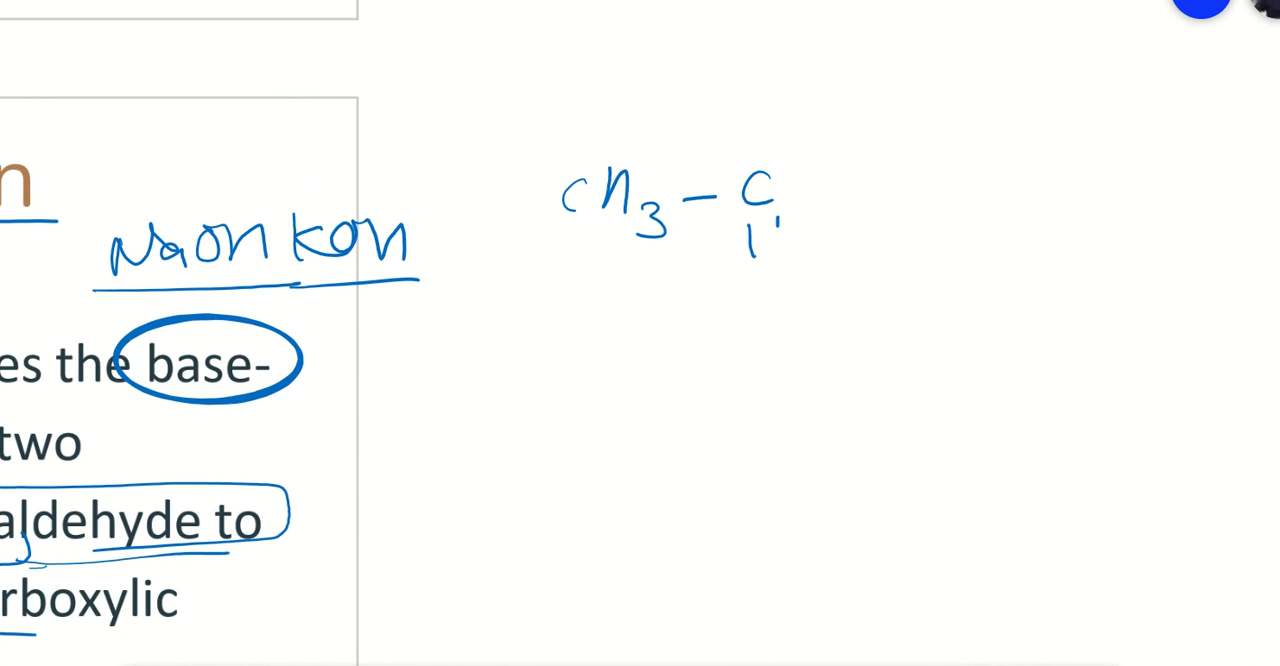 n
NaOH KOH
CH3 - C
es the base-
two
aldehyde to
rboxylic